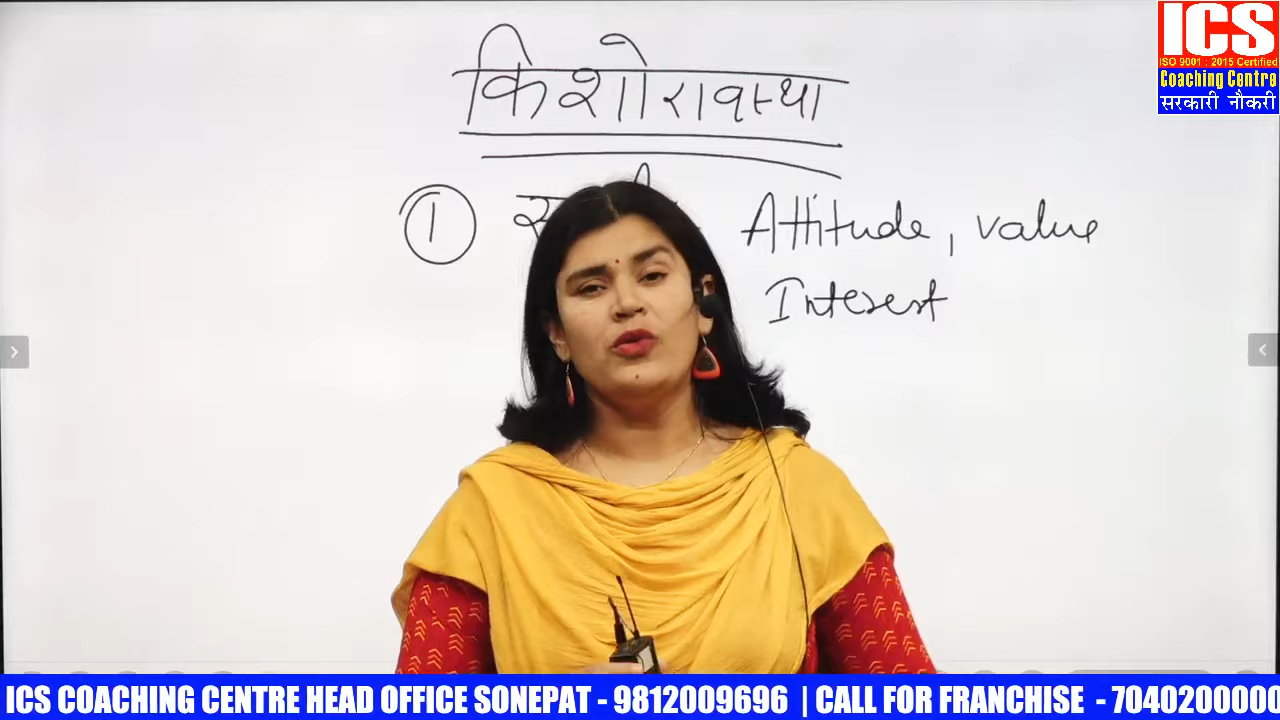 ICS
ISO 9001 : 2015 Certified
Coaching Centre
सरकारी नौकरी
किशोरावस्था
1
Attitude, value
Interest
ICS COACHING CENTRE HEAD OFFICE SONEPAT - 9812009696 | CALL FOR FRANCHISE - 7040200000